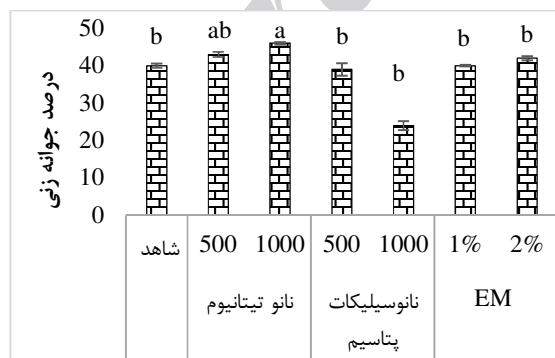 50
40
30
20
10
0
درصد جوانه زنی
b ab a b b b b
شاهد 500 1000 500 1000 1% 2%
نانو تیتانیوم نانوسیلیکات EM
پتاسیم